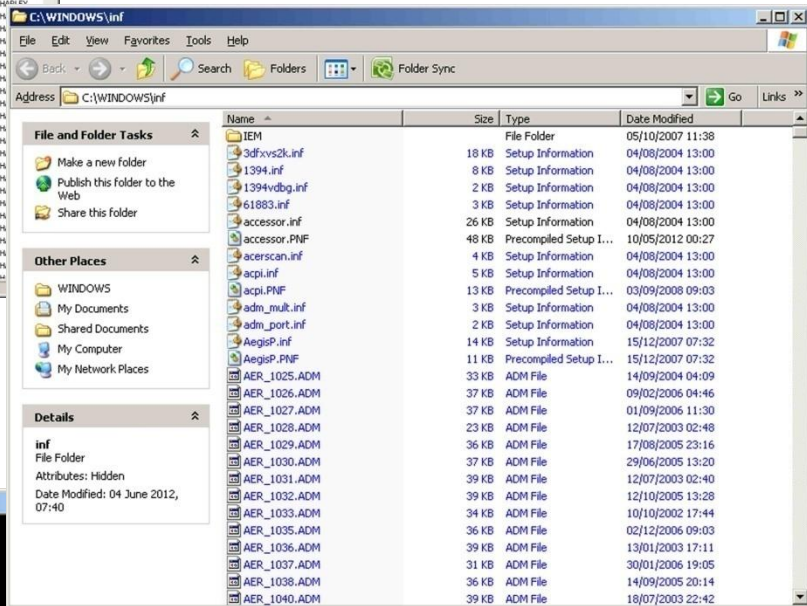 HARLEY
C:\WINDOWS\inf
File Edit View Favorites Tools Help
Back Search Folders Folder Sync
Address C:\WINDOWS\inf Go Links »
File and Folder Tasks
Make a new folder
Publish this folder to the
Web
Share this folder
Other Places
WINDOWS
My Documents
Shared Documents
My Computer
My Network Places
Details
inf
File Folder
Attributes: Hidden
Date Modified: 04 June 2012,
07:40
Name Size Type Date Modified
IEM File Folder 05/10/2007 11:38
3dfxvs2k.inf 18 KB Setup Information 04/08/2004 13:00
1394.inf 8 KB Setup Information 04/08/2004 13:00
1394vdbg.inf 2 KB Setup Information 04/08/2004 13:00
61883.inf 3 KB Setup Information 04/08/2004 13:00
accessor.inf 26 KB Setup Information 04/08/2004 13:00
accessor.PNF 48 KB Precompiled Setup I... 10/05/2012 00:27
acerscan.inf 4 KB Setup Information 04/08/2004 13:00
acpi.inf 5 KB Setup Information 04/08/2004 13:00
acpi.PNF 13 KB Precompiled Setup I... 03/09/2008 09:03
adm_mult.inf 3 KB Setup Information 04/08/2004 13:00
adm_port.inf 2 KB Setup Information 04/08/2004 13:00
AegisP.inf 14 KB Setup Information 15/12/2007 07:32
AegisP.PNF 11 KB Precompiled Setup I... 15/12/2007 07:32
AER_1025.ADM 33 KB ADM File 14/09/2004 04:09
AER_1026.ADM 37 KB ADM File 09/02/2006 04:46
AER_1027.ADM 37 KB ADM File 01/09/2006 11:30
AER_1028.ADM 23 KB ADM File 12/07/2003 02:48
AER_1029.ADM 36 KB ADM File 17/08/2005 23:16
AER_1030.ADM 37 KB ADM File 29/06/2005 13:20
AER_1031.ADM 39 KB ADM File 12/07/2003 02:40
AER_1032.ADM 39 KB ADM File 12/10/2005 13:28
AER_1033.ADM 34 KB ADM File 10/10/2002 17:44
AER_1035.ADM 36 KB ADM File 02/12/2006 09:03
AER_1036.ADM 39 KB ADM File 13/01/2003 17:11
AER_1037.ADM 31 KB ADM File 30/01/2006 19:05
AER_1038.ADM 36 KB ADM File 14/09/2005 20:14
AER_1040.ADM 39 KB ADM File 18/07/2003 22:42